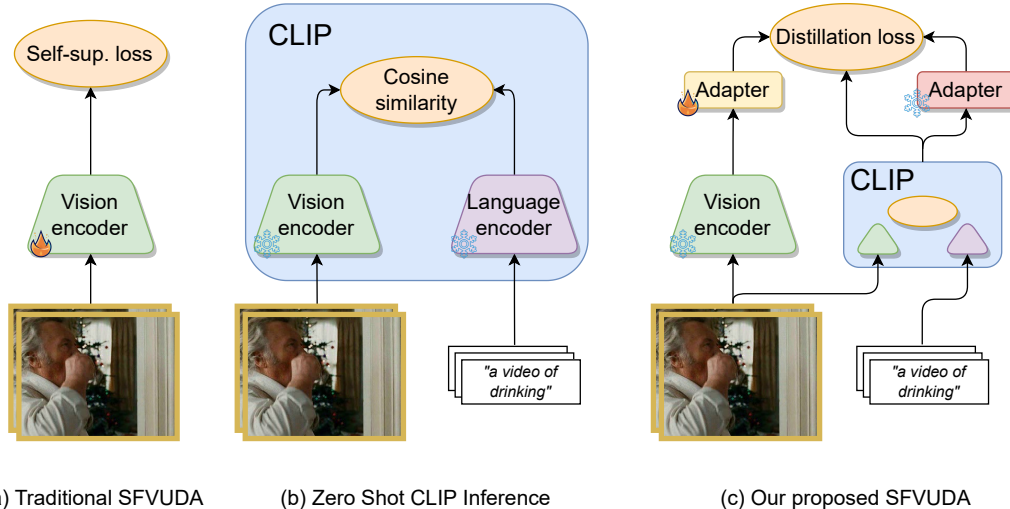 Self-sup. loss
Vision
encoder
) Traditional SFVUDA
CLIP
Cosine
similarity
Vision
encoder
Language
encoder
"a video of
drinking"
(b) Zero Shot CLIP Inference
Distillation loss
Adapter
Adapter
Vision
encoder
CLIP
"a video of
drinking"
(c) Our proposed SFVUDA